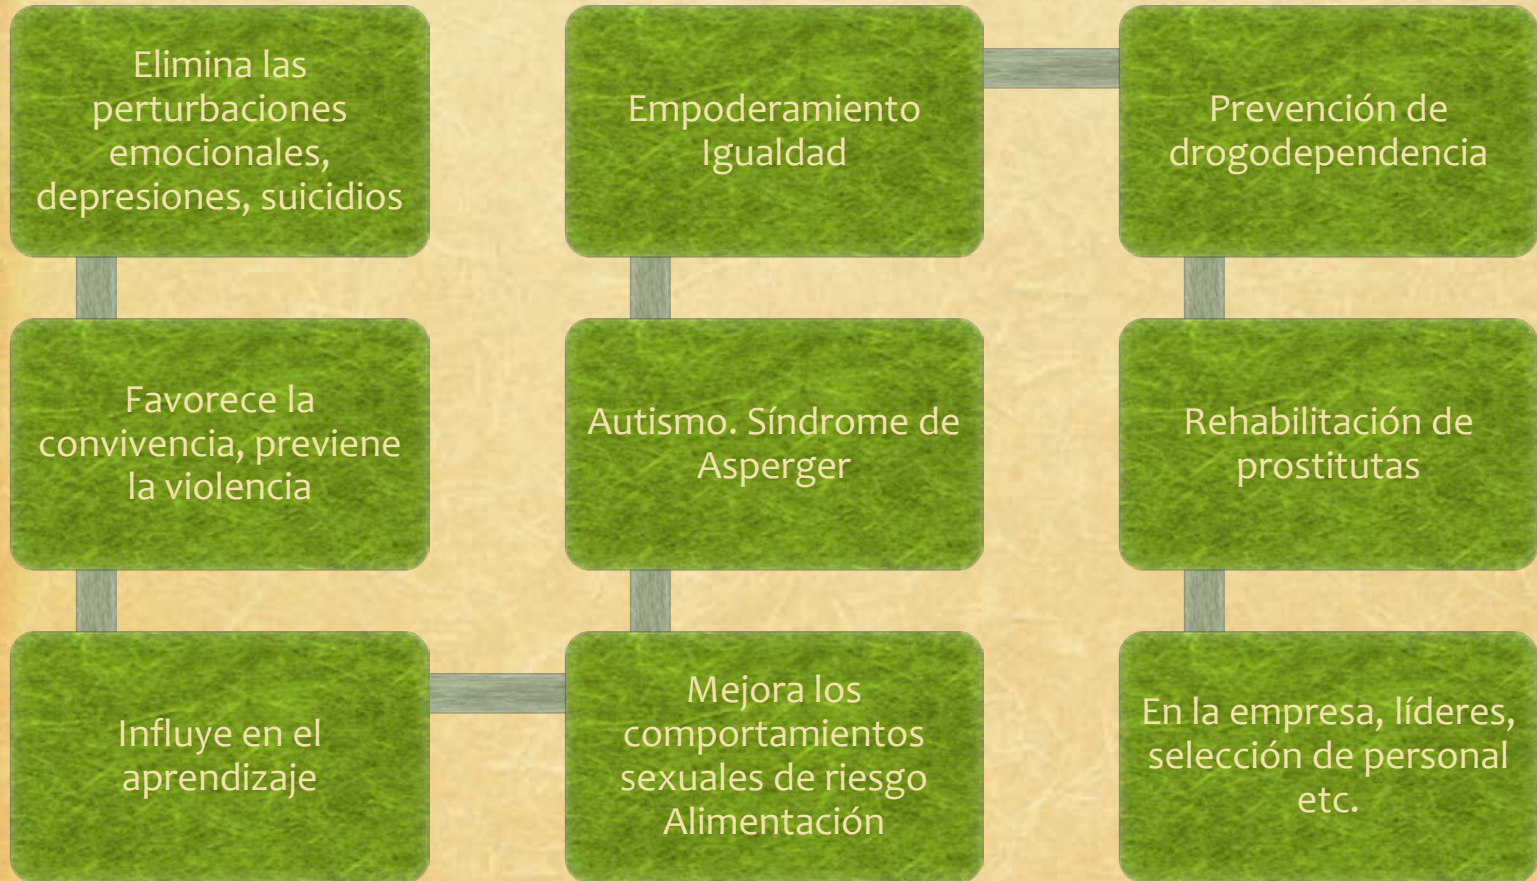 Elimina las
perturbaciones
emocionales,
depresiones, suicidios
Favorece la
convivencia, previene
la violencia
Influye en el
aprendizaje
Mejora los
comportamientos
sexuales de riesgo
Alimentación
Autismo. Síndrome de
Asperger
Empoderamiento
Igualdad
Prevención de
drogodependencia
Rehabilitación de
prostitutas
En la empresa, líderes,
selección de personal
etc.